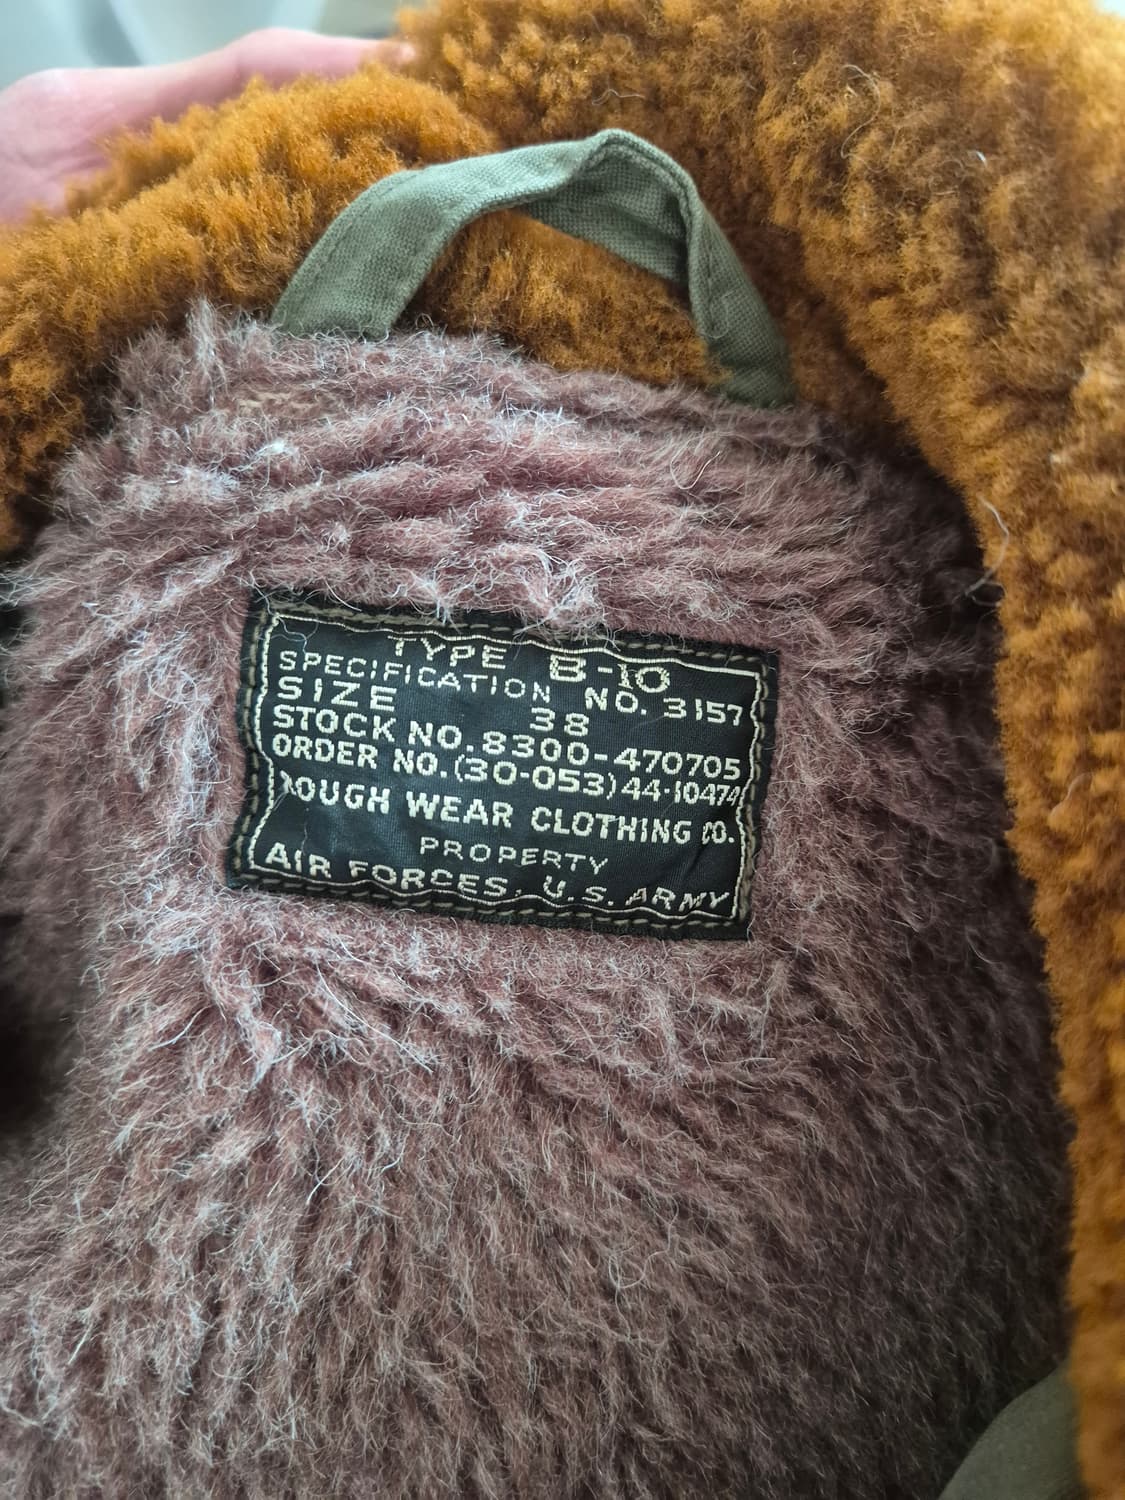 TYPE B-10
SPECIFICATION NO. 3157
SIZE 38
STOCK NO. 8300-470705
ORDER NO. (30-053) 44-10474
ROUGH WEAR CLOTHING CO.
PROPERTY
AIR FORCES, U.S. ARMY